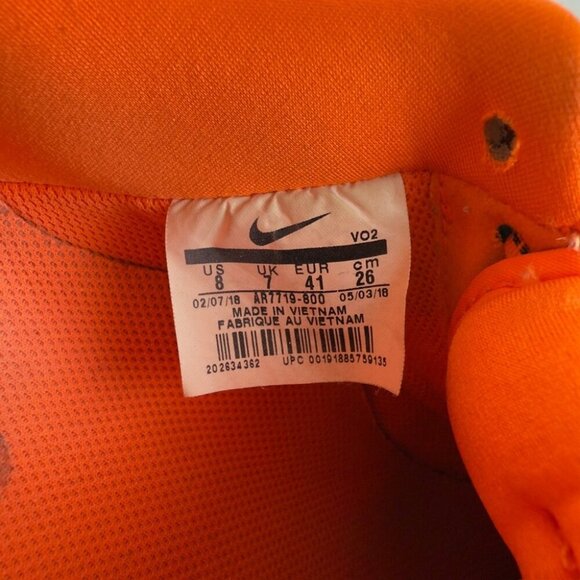 VO2
US UK EUR cm
8 7 41 26
02/07/18 AR7719-800 05/03/18
MADE IN VIETNAM
FABRIQUE AU VIETNAM
202634362 UPC 00191885759135